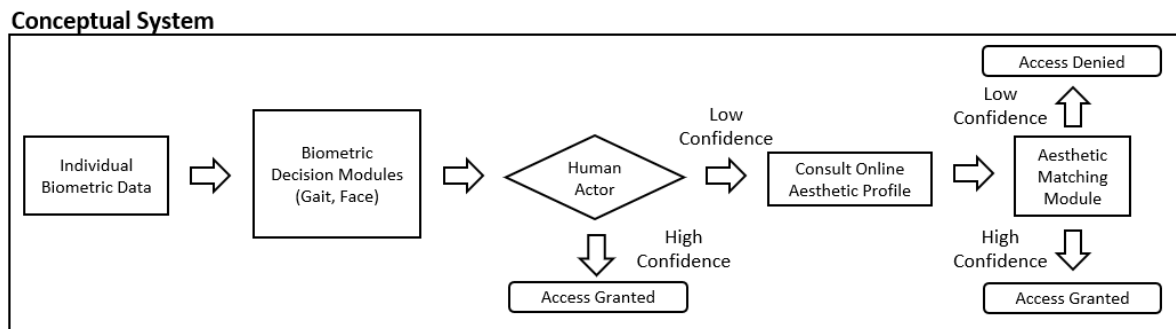 Conceptual System
Individual
Biometric Data
Biometric
Decision Modules
(Gait, Face)
Human
Actor
Low
Confidence
High
Confidence
Access Granted
Consult Online
Aesthetic Profile
Aesthetic
Matching
Module
Low
Confidence
Access Denied
High
Confidence
Access Granted